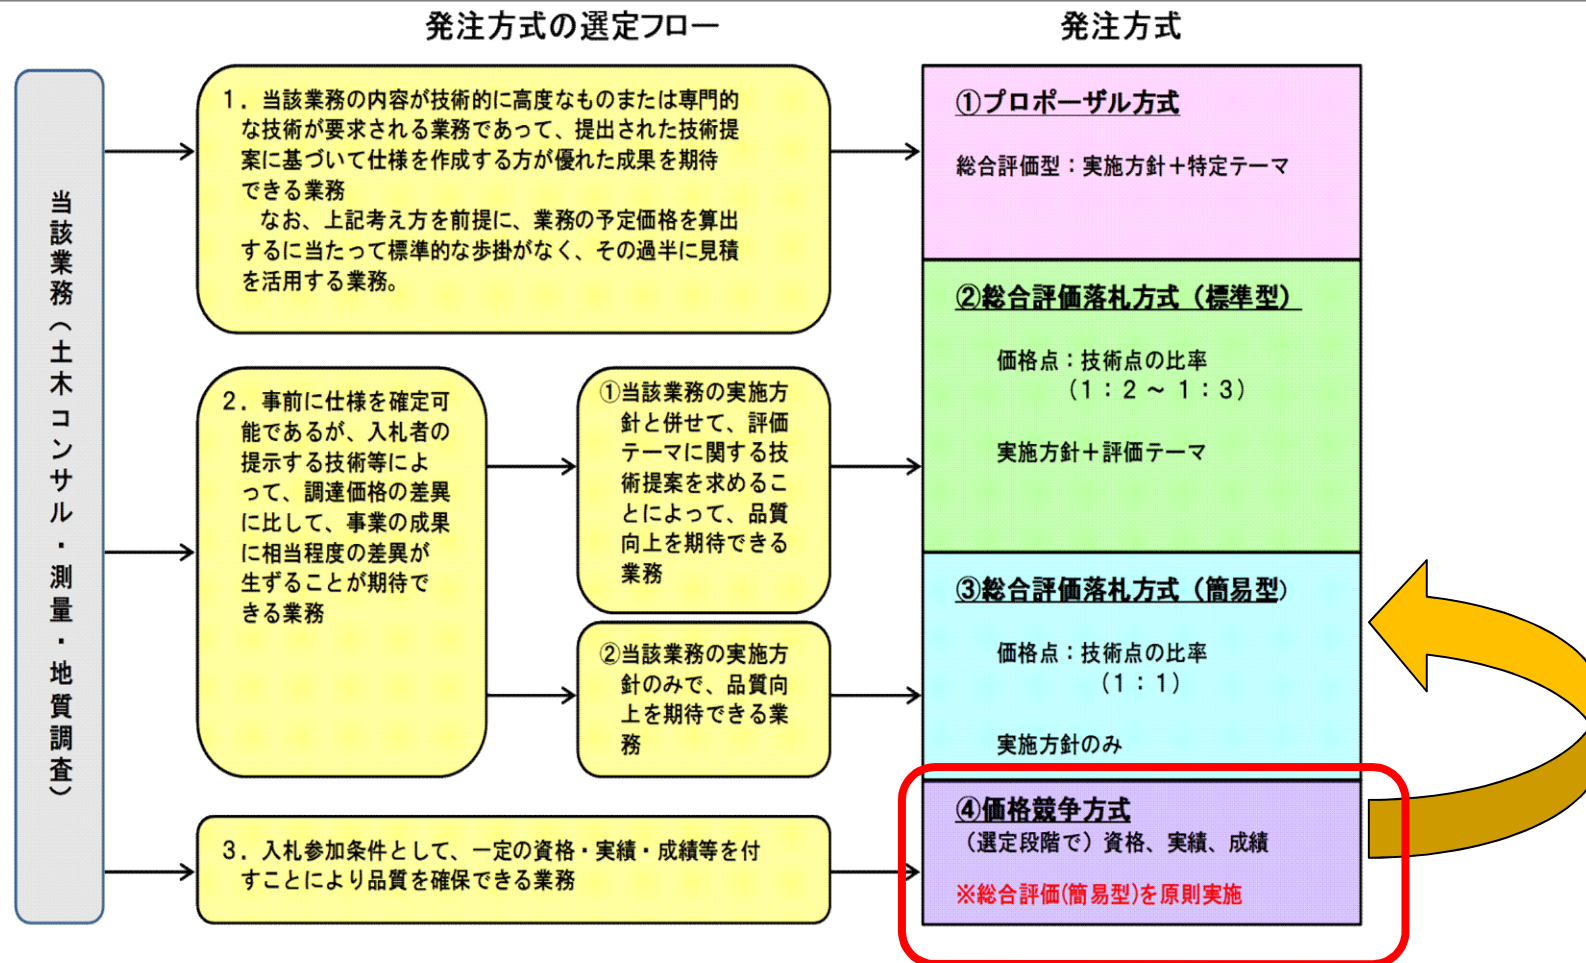 発注方式の選定フロー
発注方式
当該業務（土木コンサル・測量・地質調査）
１．当該業務の内容が技術的に高度なものまたは専門的
な技術が要求される業務であって、提出された技術提
案に基づいて仕様を作成する方が優れた成果を期待
できる業務
なお、上記考え方を前提に、業務の予定価格を算出
するに当たって標準的な歩掛がなく、その過半に見積
を活用する業務。
①プロポーザル方式
総合評価型：実施方針＋特定テーマ
２．事前に仕様を確定可
能であるが、入札者の
提示する技術等によ
って、調達価格の差異
に比して、事業の成果
に相当程度の差異が
生ずることが期待で
きる業務
①当該業務の実施方
針と併せて、評価
テーマに関する技
術提案を求めるこ
とによって、品質
向上を期待できる
業務
②総合評価落札方式（標準型）
価格点：技術点の比率
（１：２～１：３）
実施方針＋評価テーマ
②当該業務の実施方
針のみで、品質向
上を期待できる業
務
③総合評価落札方式（簡易型）
価格点：技術点の比率
（１：１）
実施方針のみ
３．入札参加条件として、一定の資格・実績・成績等を付
すことにより品質を確保できる業務
④価格競争方式
（選定段階で）資格、実績、成績
※総合評価(簡易型)を原則実施